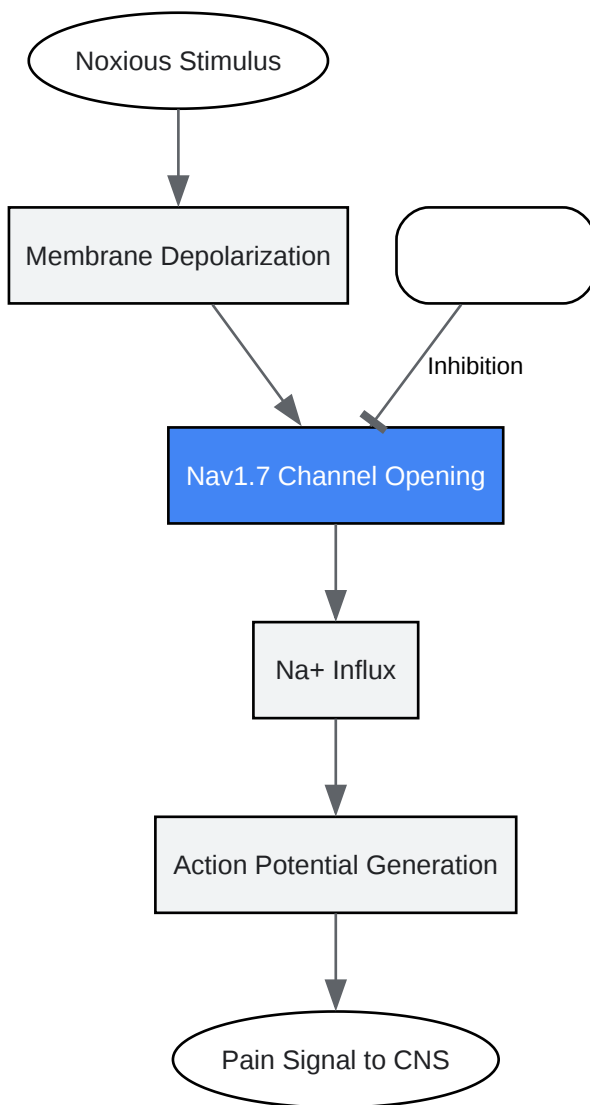 Noxious Stimulus
Membrane Depolarization
Inhibition
Nav1.7 Channel Opening
Na+ Influx
Action Potential Generation
Pain Signal to CNS